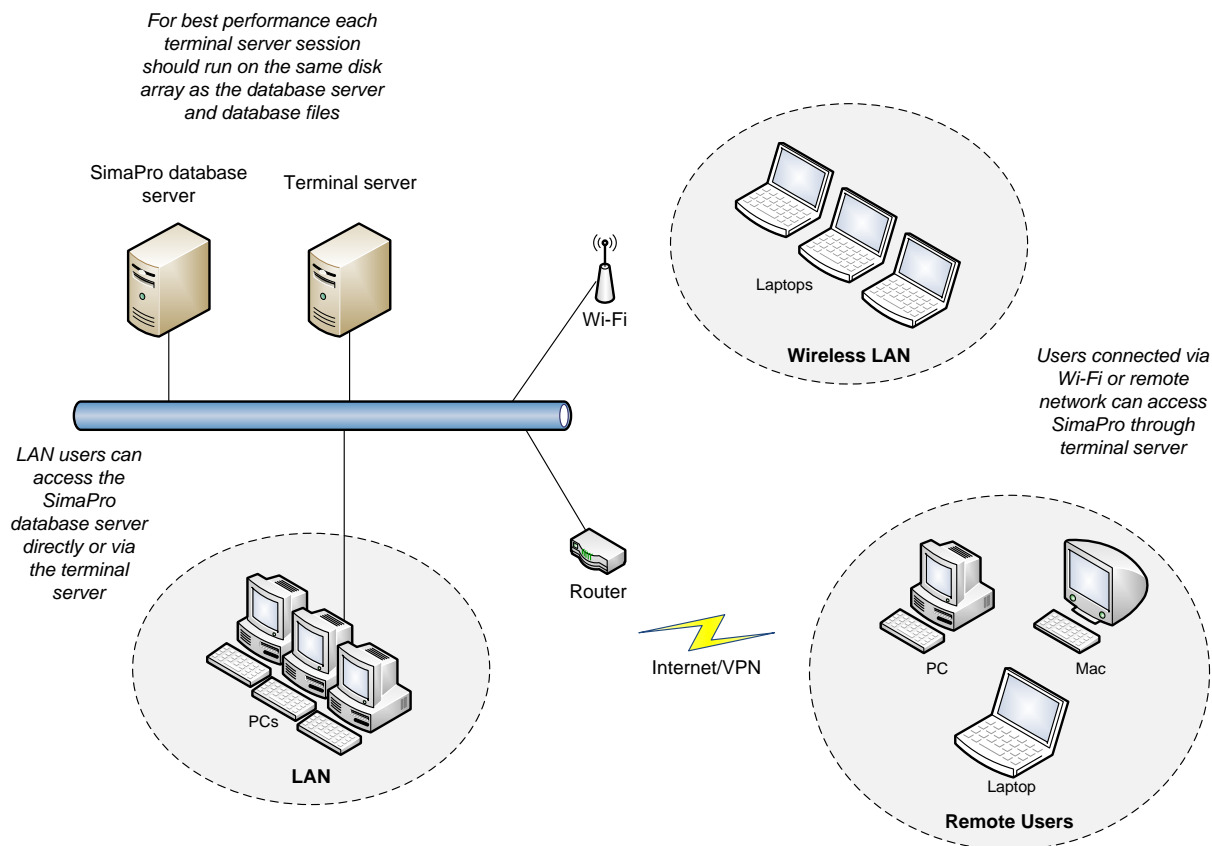 For best performance each
terminal server session
should run on the same disk
array as the database server
and database files
SimaPro database
server
Terminal server
Wi-Fi
Laptops
Wireless LAN
Users connected via
Wi-Fi or remote
network can access
SimaPro through
terminal server
LAN users can
access the
SimaPro
database server
directly or via
the terminal
server
Router
Internet/VPN
PCs
LAN
PC
Mac
Laptop
Remote Users